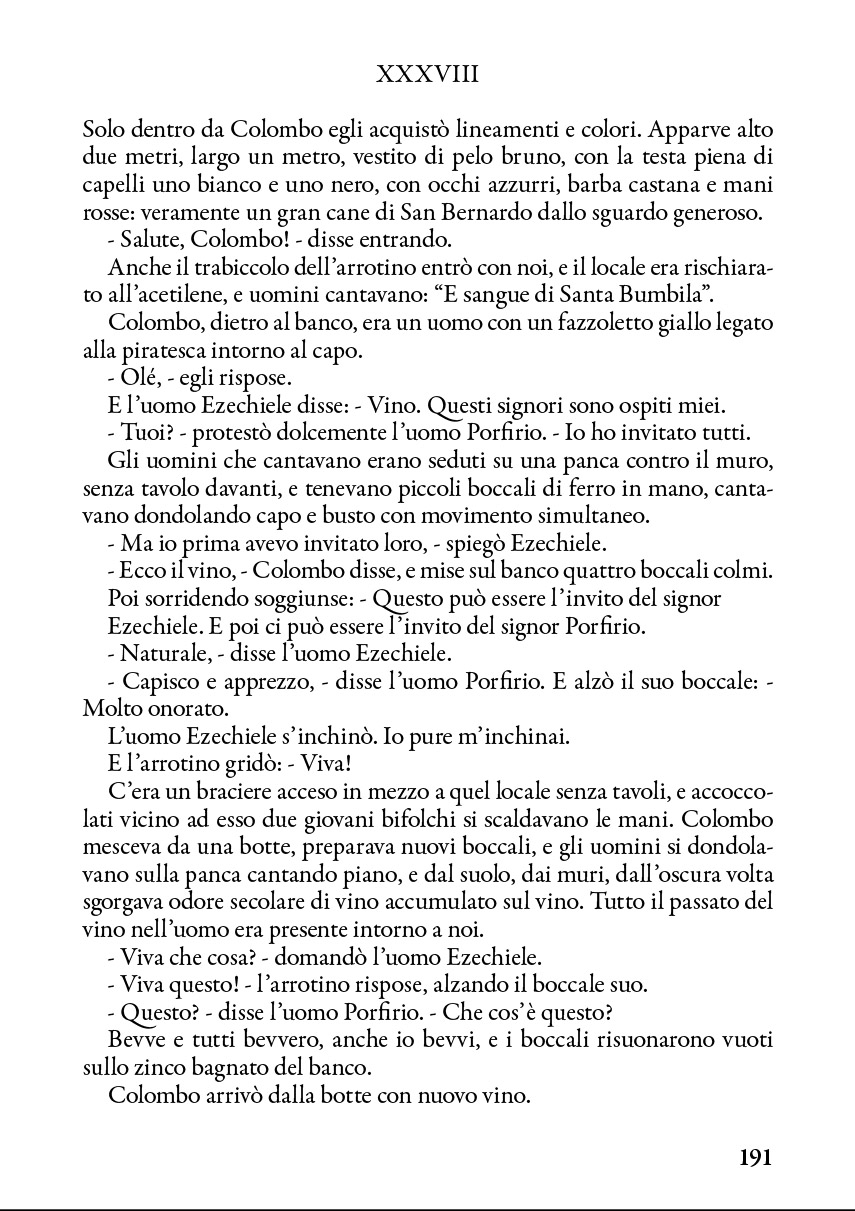 XXXVIII
Solo dentro da Colombo egli acquistò lineamenti e colori. Apparve alto
due metri, largo un metro, vestito di pelo bruno, con la testa piena di
capelli uno bianco e uno nero, con occhi azzurri, barba castana e mani
rosse: veramente un gran cane di San Bernardo dallo sguardo generoso.
- Salute, Colombo! - disse entrando.
Anche il trabiccolo dell’arrotino entrò con noi, e il locale era rischiara-
to all’acetilene, e uomini cantavano: “E sangue di Santa Bumbila”.
Colombo, dietro al banco, era un uomo con un fazzoletto giallo legato
alla piratesca intorno al capo.
- Olé, - egli rispose.
E l’uomo Ezechiele disse: - Vino. Questi signori sono ospiti miei.
- Tuoi? - protestò dolcemente l’uomo Porfirio. - Io ho invitato tutti.
Gli uomini che cantavano erano seduti su una panca contro il muro,
senza tavolo davanti, e tenevano piccoli boccali di ferro in mano, canta-
vano dondolando capo e busto con movimento simultaneo.
- Ma io prima avevo invitato loro, - spiegò Ezechiele.
- Ecco il vino, - Colombo disse, e mise sul banco quattro boccali colmi.
Poi sorridendo soggiunse: - Questo può essere l’invito del signor
Ezechiele. E poi ci può essere l’invito del signor Porfirio.
- Naturale, - disse l’uomo Ezechiele.
- Capisco e apprezzo, - disse l’uomo Porfirio. E alzò il suo boccale: -
Molto onorato.
L’uomo Ezechiele s’inchinò. Io pure m’inchinai.
E l’arrotino gridò: - Viva!
C’era un braciere acceso in mezzo a quel locale senza tavoli, e accocco-
lati vicino ad esso due giovani bifolchi si scaldavano le mani. Colombo
mesceva da una botte, preparava nuovi boccali, e gli uomini si dondola-
vano sulla panca cantando piano, e dal suolo, dai muri, dall’oscura volta
sgorgava odore secolare di vino accumulato sul vino. Tutto il passato del
vino nell’uomo era presente intorno a noi.
- Viva che cosa? - domandò l’uomo Ezechiele.
- Viva questo! - l’arrotino rispose, alzando il boccale suo.
- Questo? - disse l’uomo Porfirio. - Che cos’è questo?
Bevve e tutti bevvero, anche io bevvi, e i boccali risuonarono vuoti
sullo zinco bagnato del banco.
Colombo arrivò dalla botte con nuovo vino.
191